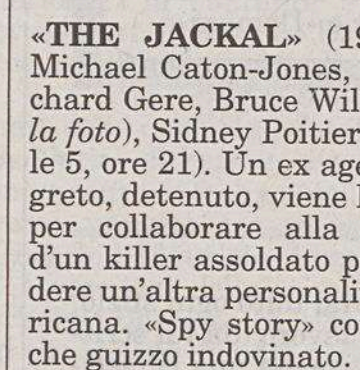 «THE JACKAL» (19
Michael Caton-Jones,
chard Gere, Bruce Wil
la foto), Sidney Poitier
le 5, ore 21). Un ex age
greto, detenuto, viene
per collaborare alla
d'un killer assoldato p
dere un'altra personali
ricana. «Spy story» co
che guizzo indovinato.